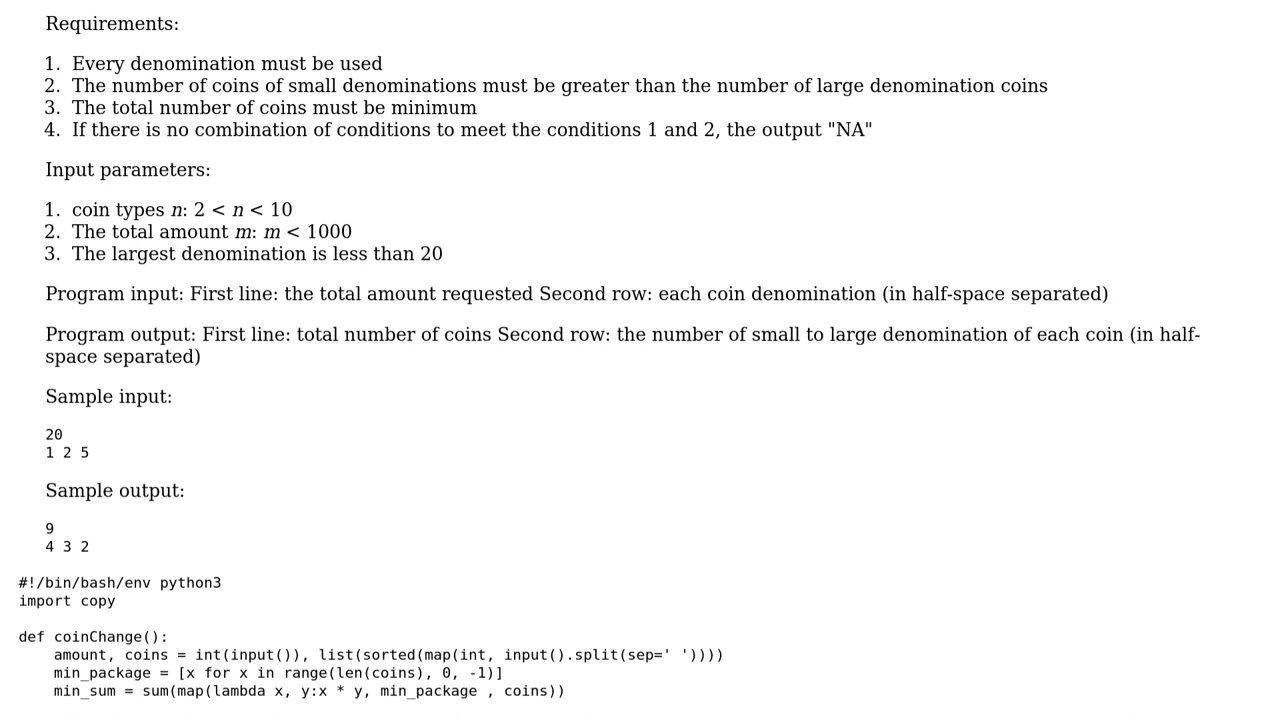 Requirements:
1. Every denomination must be used
2. The number of coins of small denominations must be greater than the number of large denomination coins
3. The total number of coins must be minimum
4. If there is no combination of conditions to meet the conditions 1 and 2, the output "NA"
Input parameters:
1. coin types n: 2 < n < 10
2. The total amount m: m < 1000
3. The largest denomination is less than 20
Program input: First line: the total amount requested Second row: each coin denomination (in half-space separated)
Program output: First line: total number of coins Second row: the number of small to large denomination of each coin (in half-
space separated)
Sample input:
20
1 2 5
Sample output:
9
4 3 2
#!/bin/bash/env python3
import copy
def coinChange():
    amount, coins = int(input()), list(sorted(map(int, input().split(sep=' '))))
    min_package = [x for x in range(len(coins), 0, -1)]
    min_sum = sum(map(lambda x, y:x * y, min_package , coins))